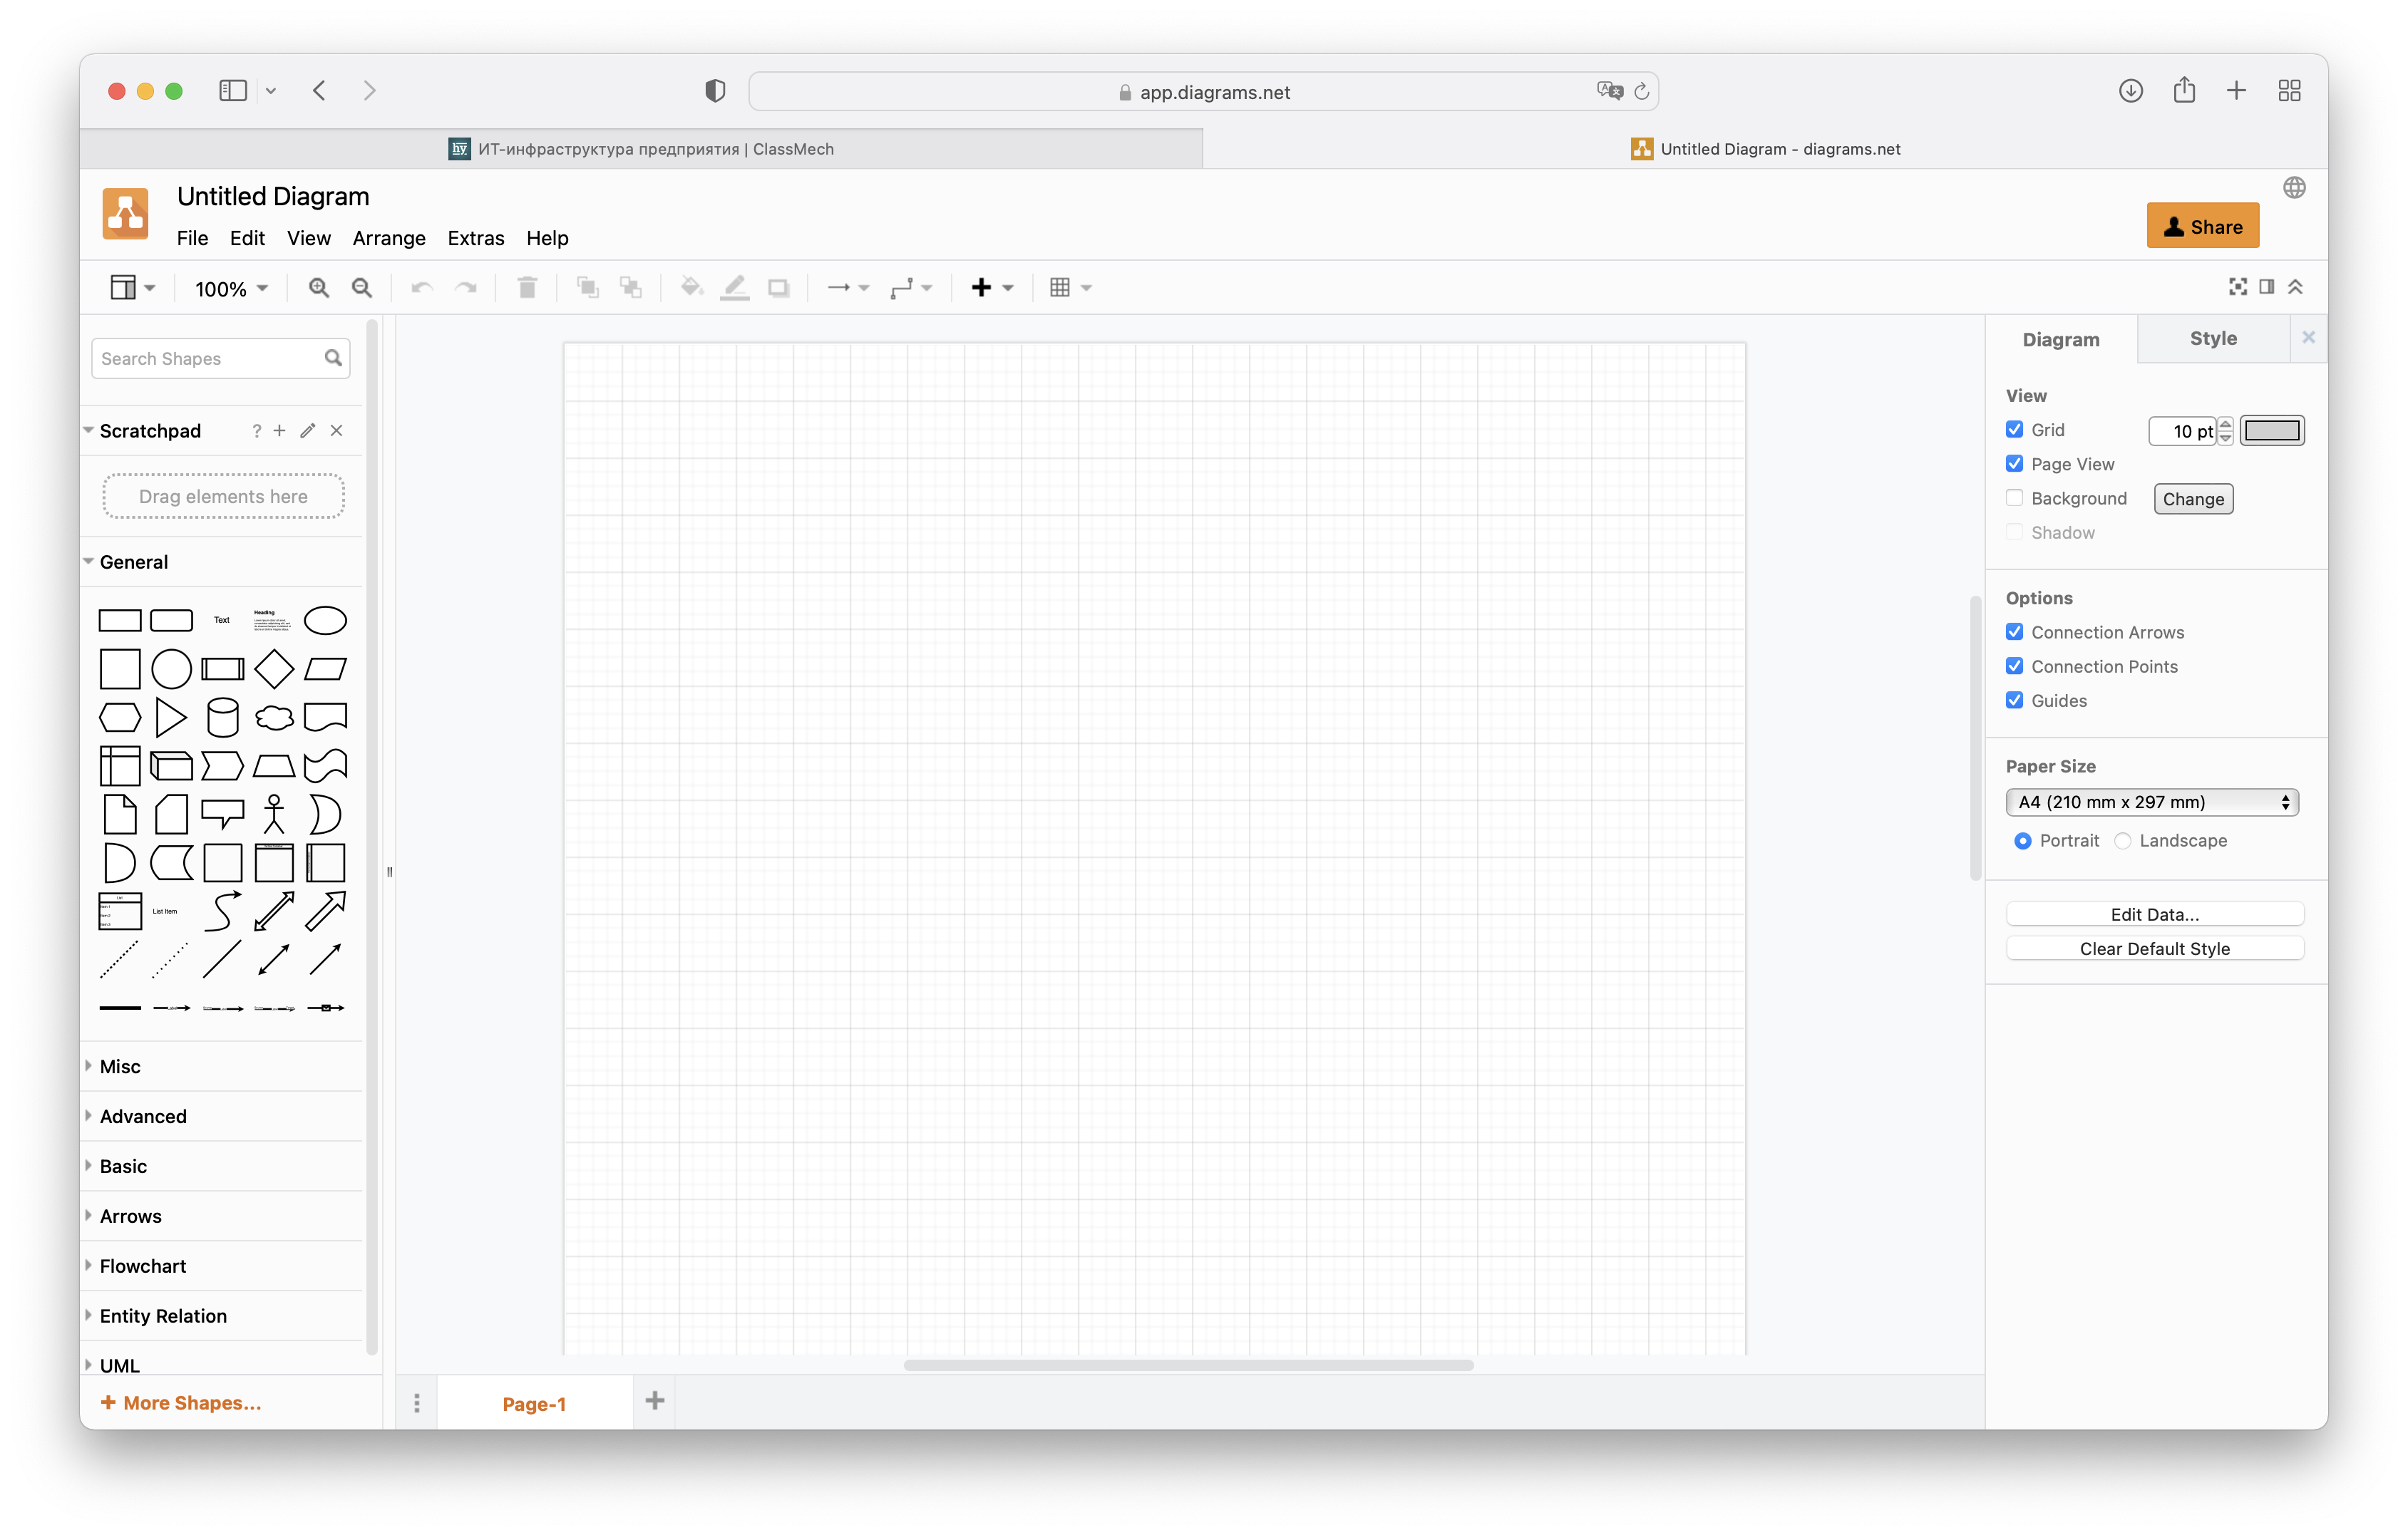 app.diagrams.net
ИТ-инфраструктура предприятия | ClassMech
Untitled Diagram - diagrams.net
Untitled Diagram
File Edit View Arrange Extras Help
Share
100%
Search Shapes
Scratchpad ?
Drag elements here
General
Text
Heading
List
List Item
Misc
Advanced
Basic
Arrows
Flowchart
Entity Relation
UML
+ More Shapes...
Page-1
Diagram Style
View
Grid 10 pt
Page View
Background Change
Shadow
Options
Connection Arrows
Connection Points
Guides
Paper Size
A4 (210 mm x 297 mm)
Portrait Landscape
Edit Data...
Clear Default Style